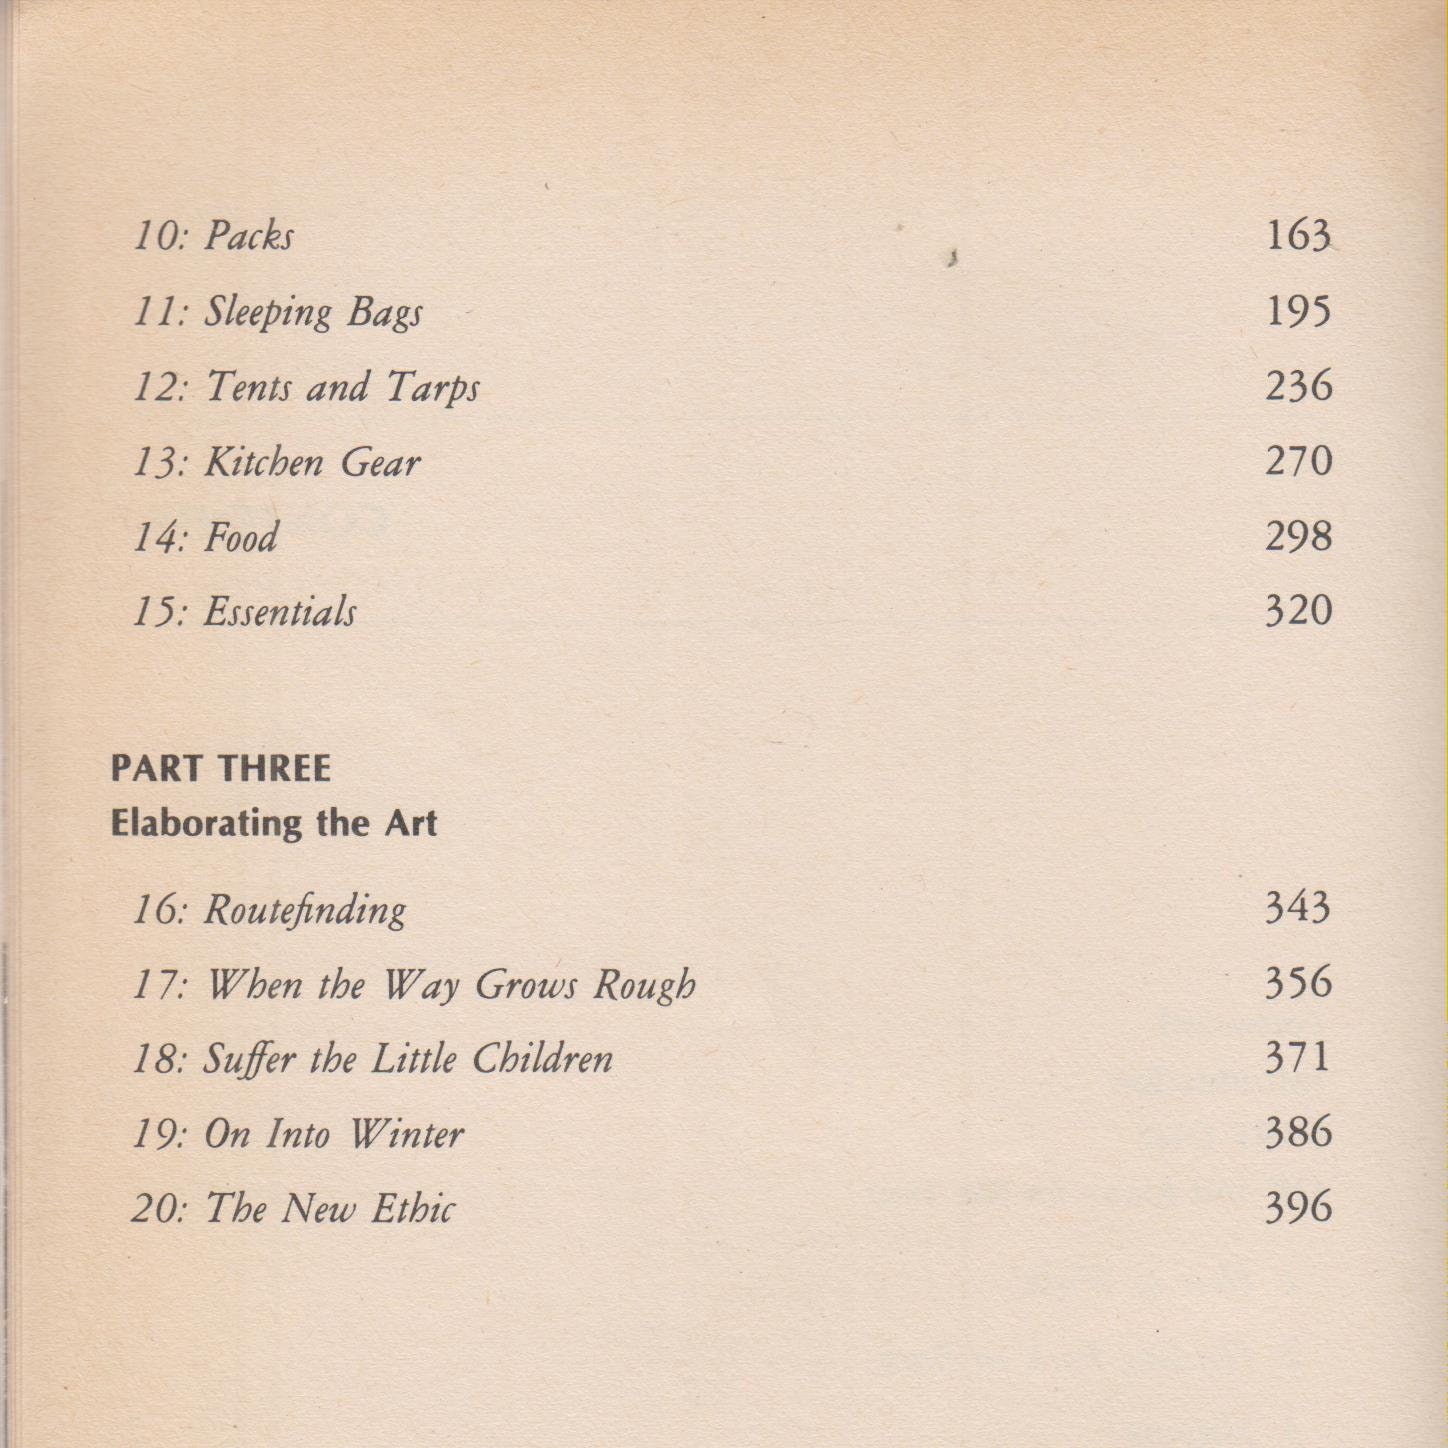 10: Packs 163
11: Sleeping Bags 195
12: Tents and Tarps 236
13: Kitchen Gear 270
14: Food 298
15: Essentials 320
PART THREE
Elaborating the Art
16: Routefinding 343
17: When the Way Grows Rough 356
18: Suffer the Little Children 371
19: On Into Winter 386
20: The New Ethic 396